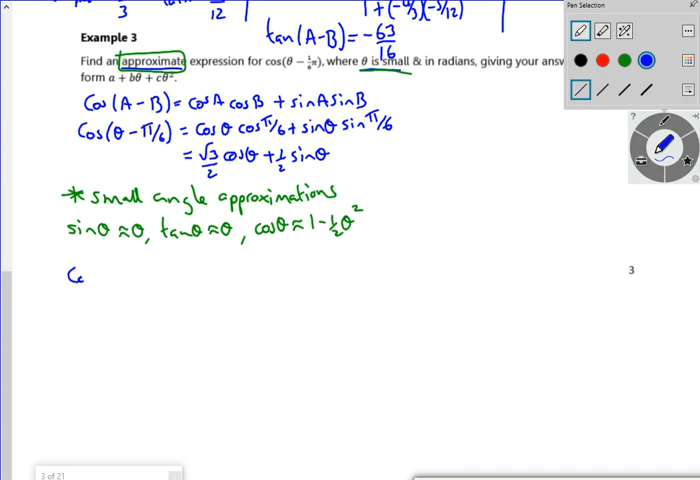 3
12
tan(A-B) = -63/16
Example 3
Find an approximate expression for cos(θ − 1/6 π), where θ is small & in radians, giving your answ
form a + bθ + cθ².
Cos(A-B) = cosA cosB + sinA sinB
Cos(θ-π/6) = cosθ cos π/6 + sinθ sin π/6
= √3/2 cosθ + 1/2 sinθ
* small angle approximations
sinθ ≈ θ, tanθ ≈ θ, cosθ ≈ 1 - 1/2 θ²
Co
3
3 of 21
Pen Selection
?